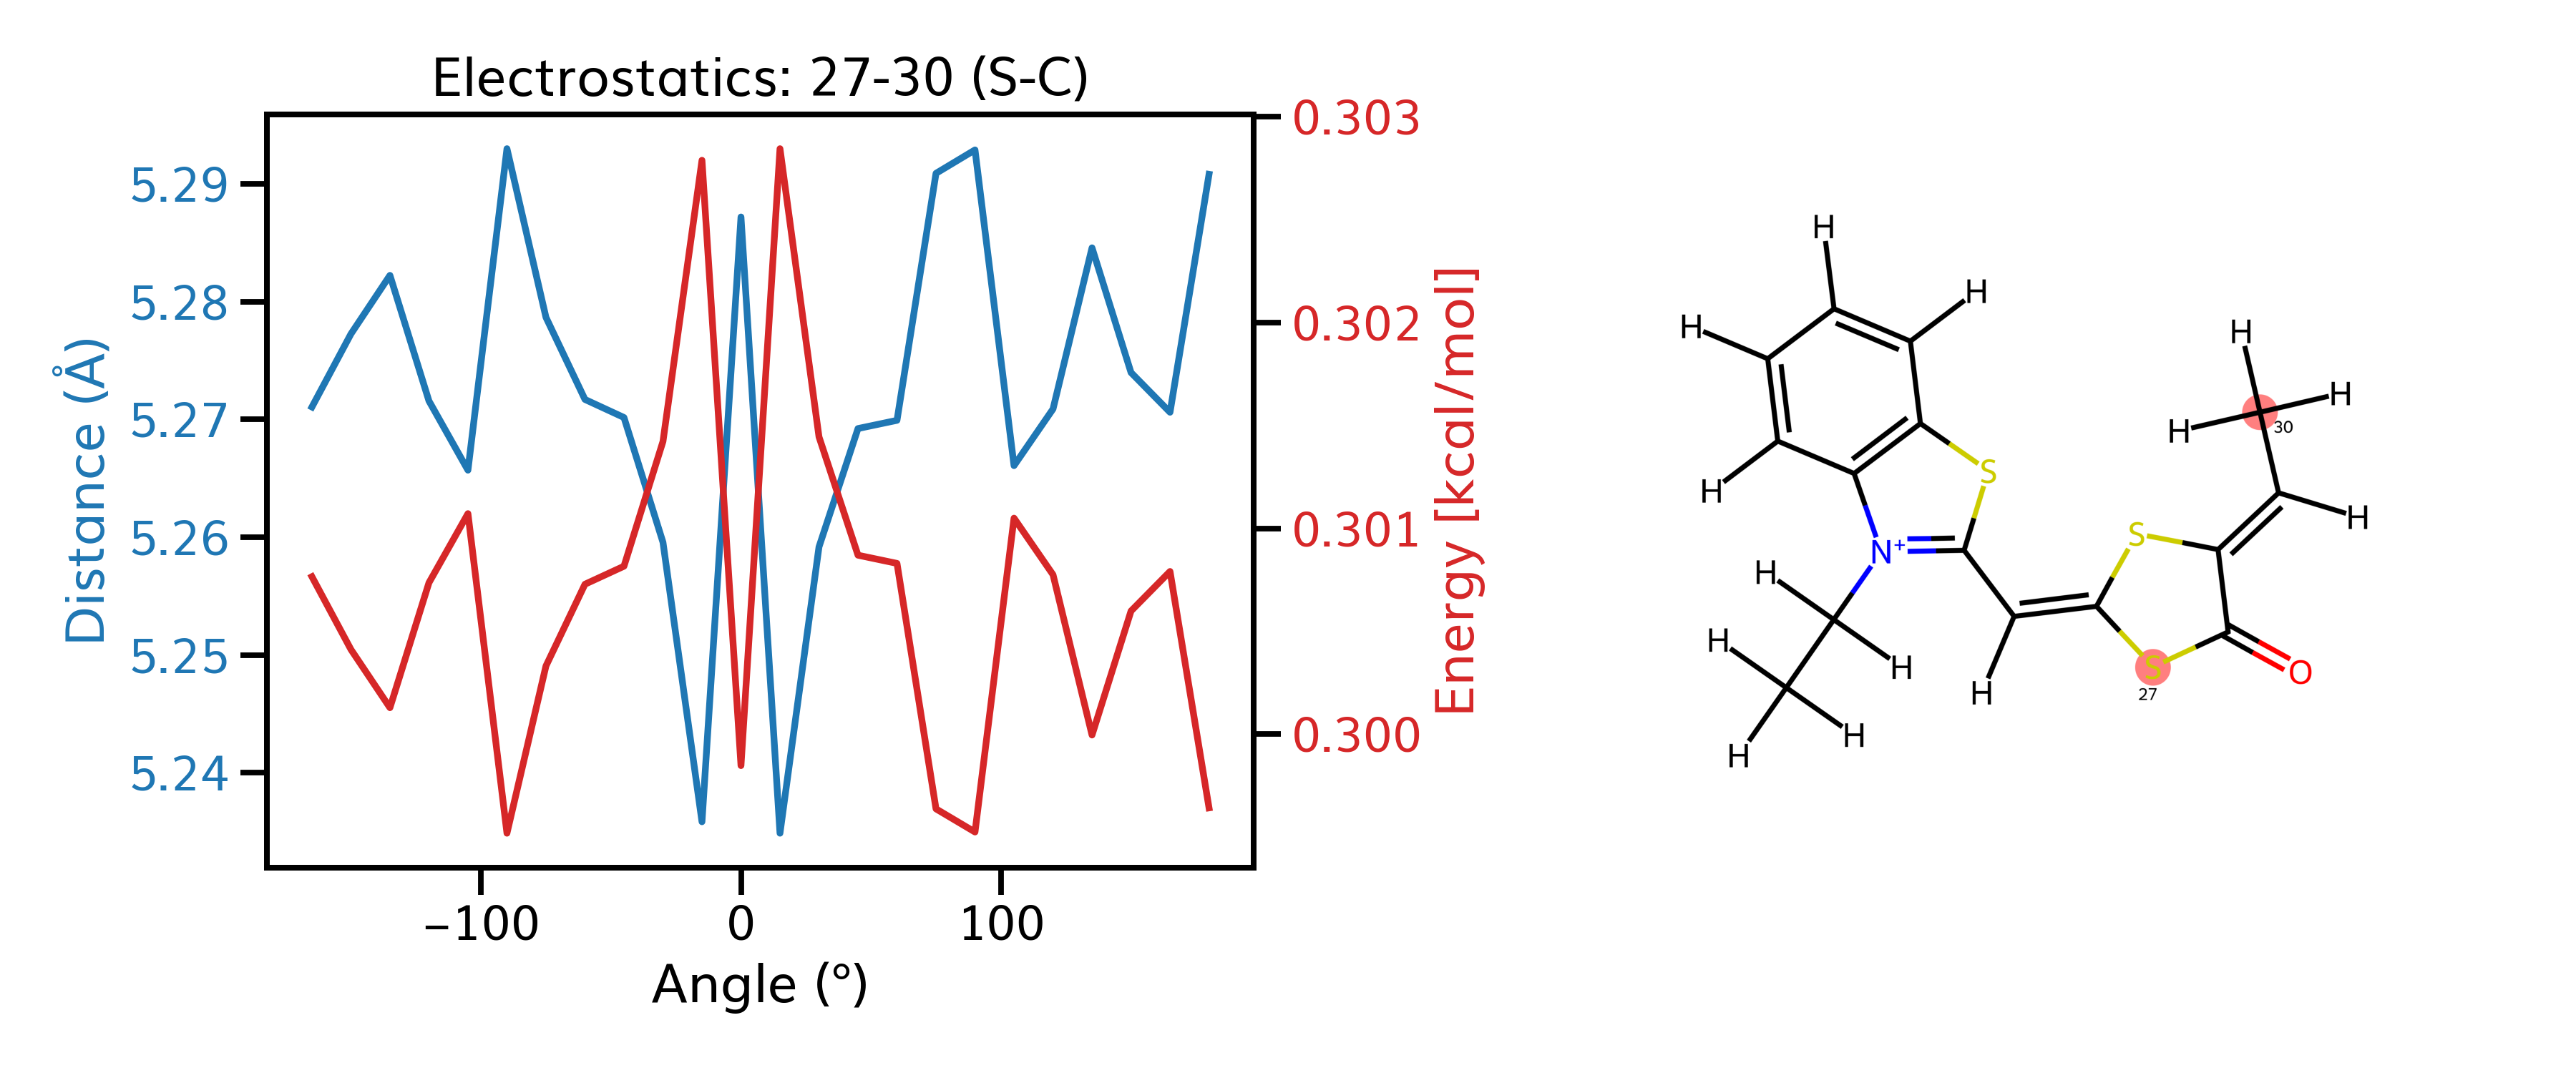 Electrostatics: 27-30 (S-C)
Distance (Å)
5.29
5.28
5.27
5.26
5.25
5.24
−100
0
100
Angle (°)
0.303
0.302
0.301
0.300
Energy [kcal/mol]
H
H
H
H
H
H
30
H
H
S
H
S
N+
H
H
H
S
27
O
H
H
H